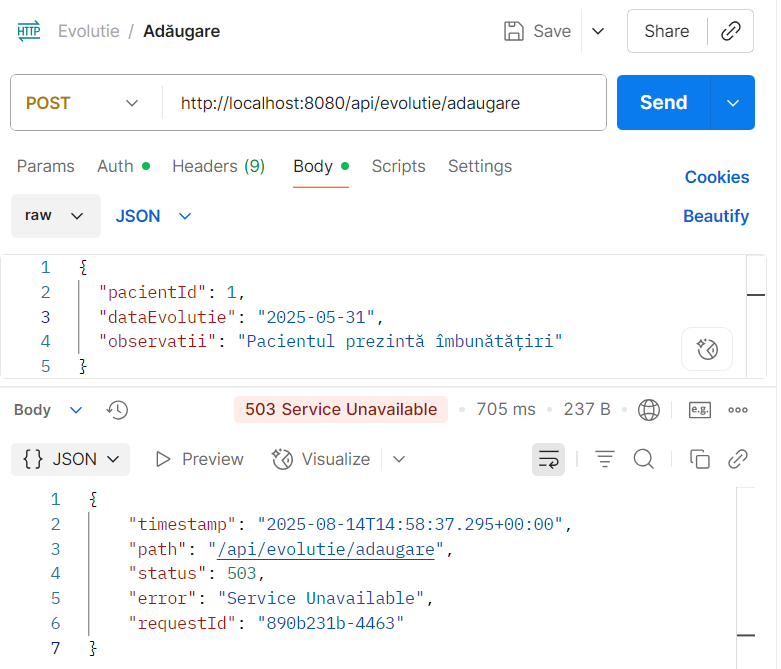 HTTP Evolutie / Adăugare Save Share
POST http://localhost:8080/api/evolutie/adaugare Send
Params Auth Headers (9) Body Scripts Settings Cookies
raw JSON Beautify
1 {
2 "pacientId": 1,
3 "dataEvolutie": "2025-05-31",
4 "observatii": "Pacientul prezintă îmbunătățiri"
5 }
Body 503 Service Unavailable 705 ms 237 B e.g.
{} JSON Preview Visualize
1 {
2 "timestamp": "2025-08-14T14:58:37.295+00:00",
3 "path": "/api/evolutie/adaugare",
4 "status": 503,
5 "error": "Service Unavailable",
6 "requestId": "890b231b-4463"
7 }